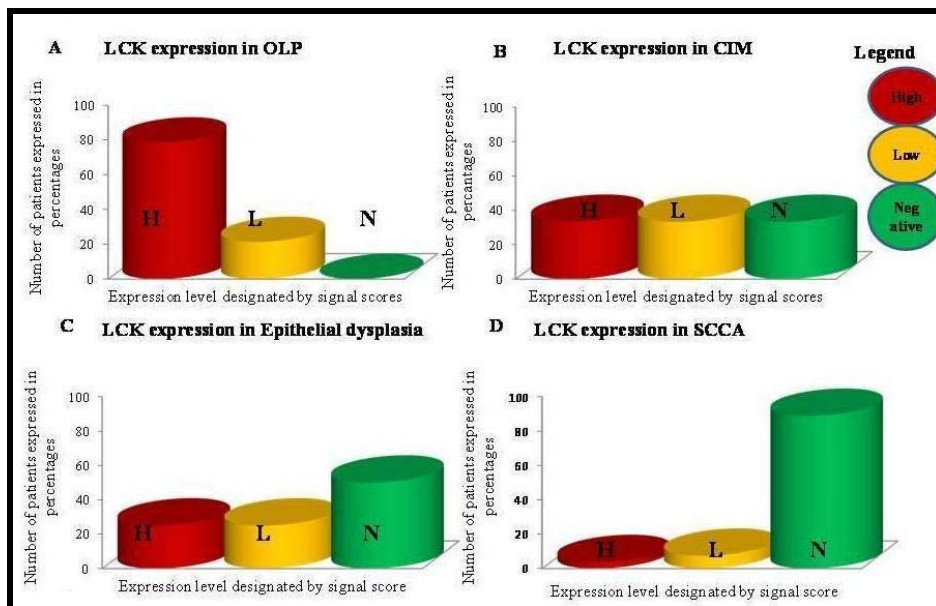 A LCK expression in OLP
Number of patients expressed in
percentages
100
80
60
40
20
0
H L N
Expression level designated by signal scores
B LCK expression in CIM
Number of patients expressed in
percantages
100
80
60
40
20
0
H L N
Expression level designated by signal scores
Legend
High
Low
Neg
ative
C LCK expression in Epithelial dysplasia
Number of patients expressed in
percentages
100
80
60
40
20
0
H L N
Expression level designated by signal score
D LCK expression in SCCA
Number of patients expressed in
percentages
100
80
60
40
20
0
H L N
Expression level designated by signal score